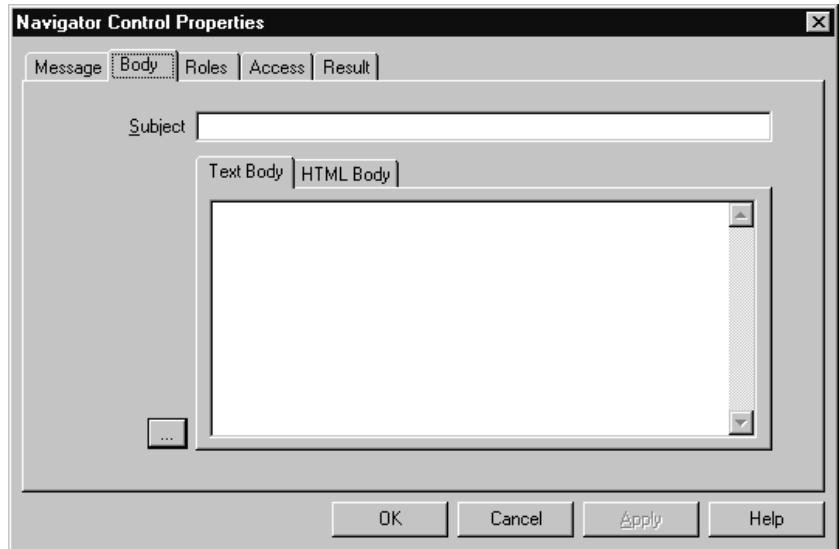 Navigator Control Properties
Message Body Roles Access Result
Subject
Text Body HTML Body
...
OK Cancel Apply Help